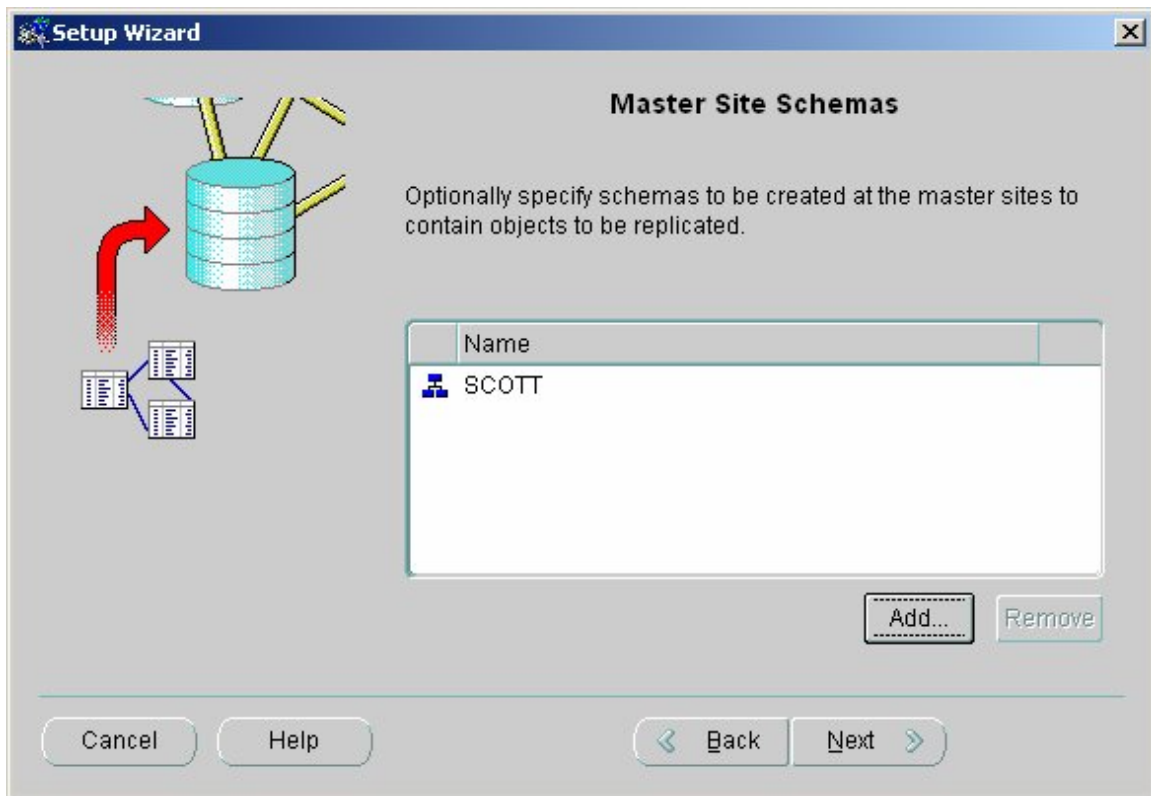 Setup Wizard
Master Site Schemas
Optionally specify schemas to be created at the master sites to
contain objects to be replicated.
Name
SCOTT
Add...
Remove
Cancel
Help
Back
Next